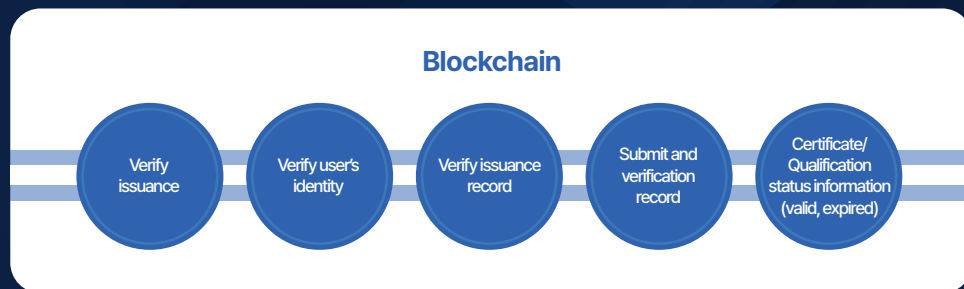 Blockchain
Verify
issuance
Verify user's
identity
Verify issuance
record
Submit and
verification
record
Certificate/
Qualification
status information
(valid, expired)